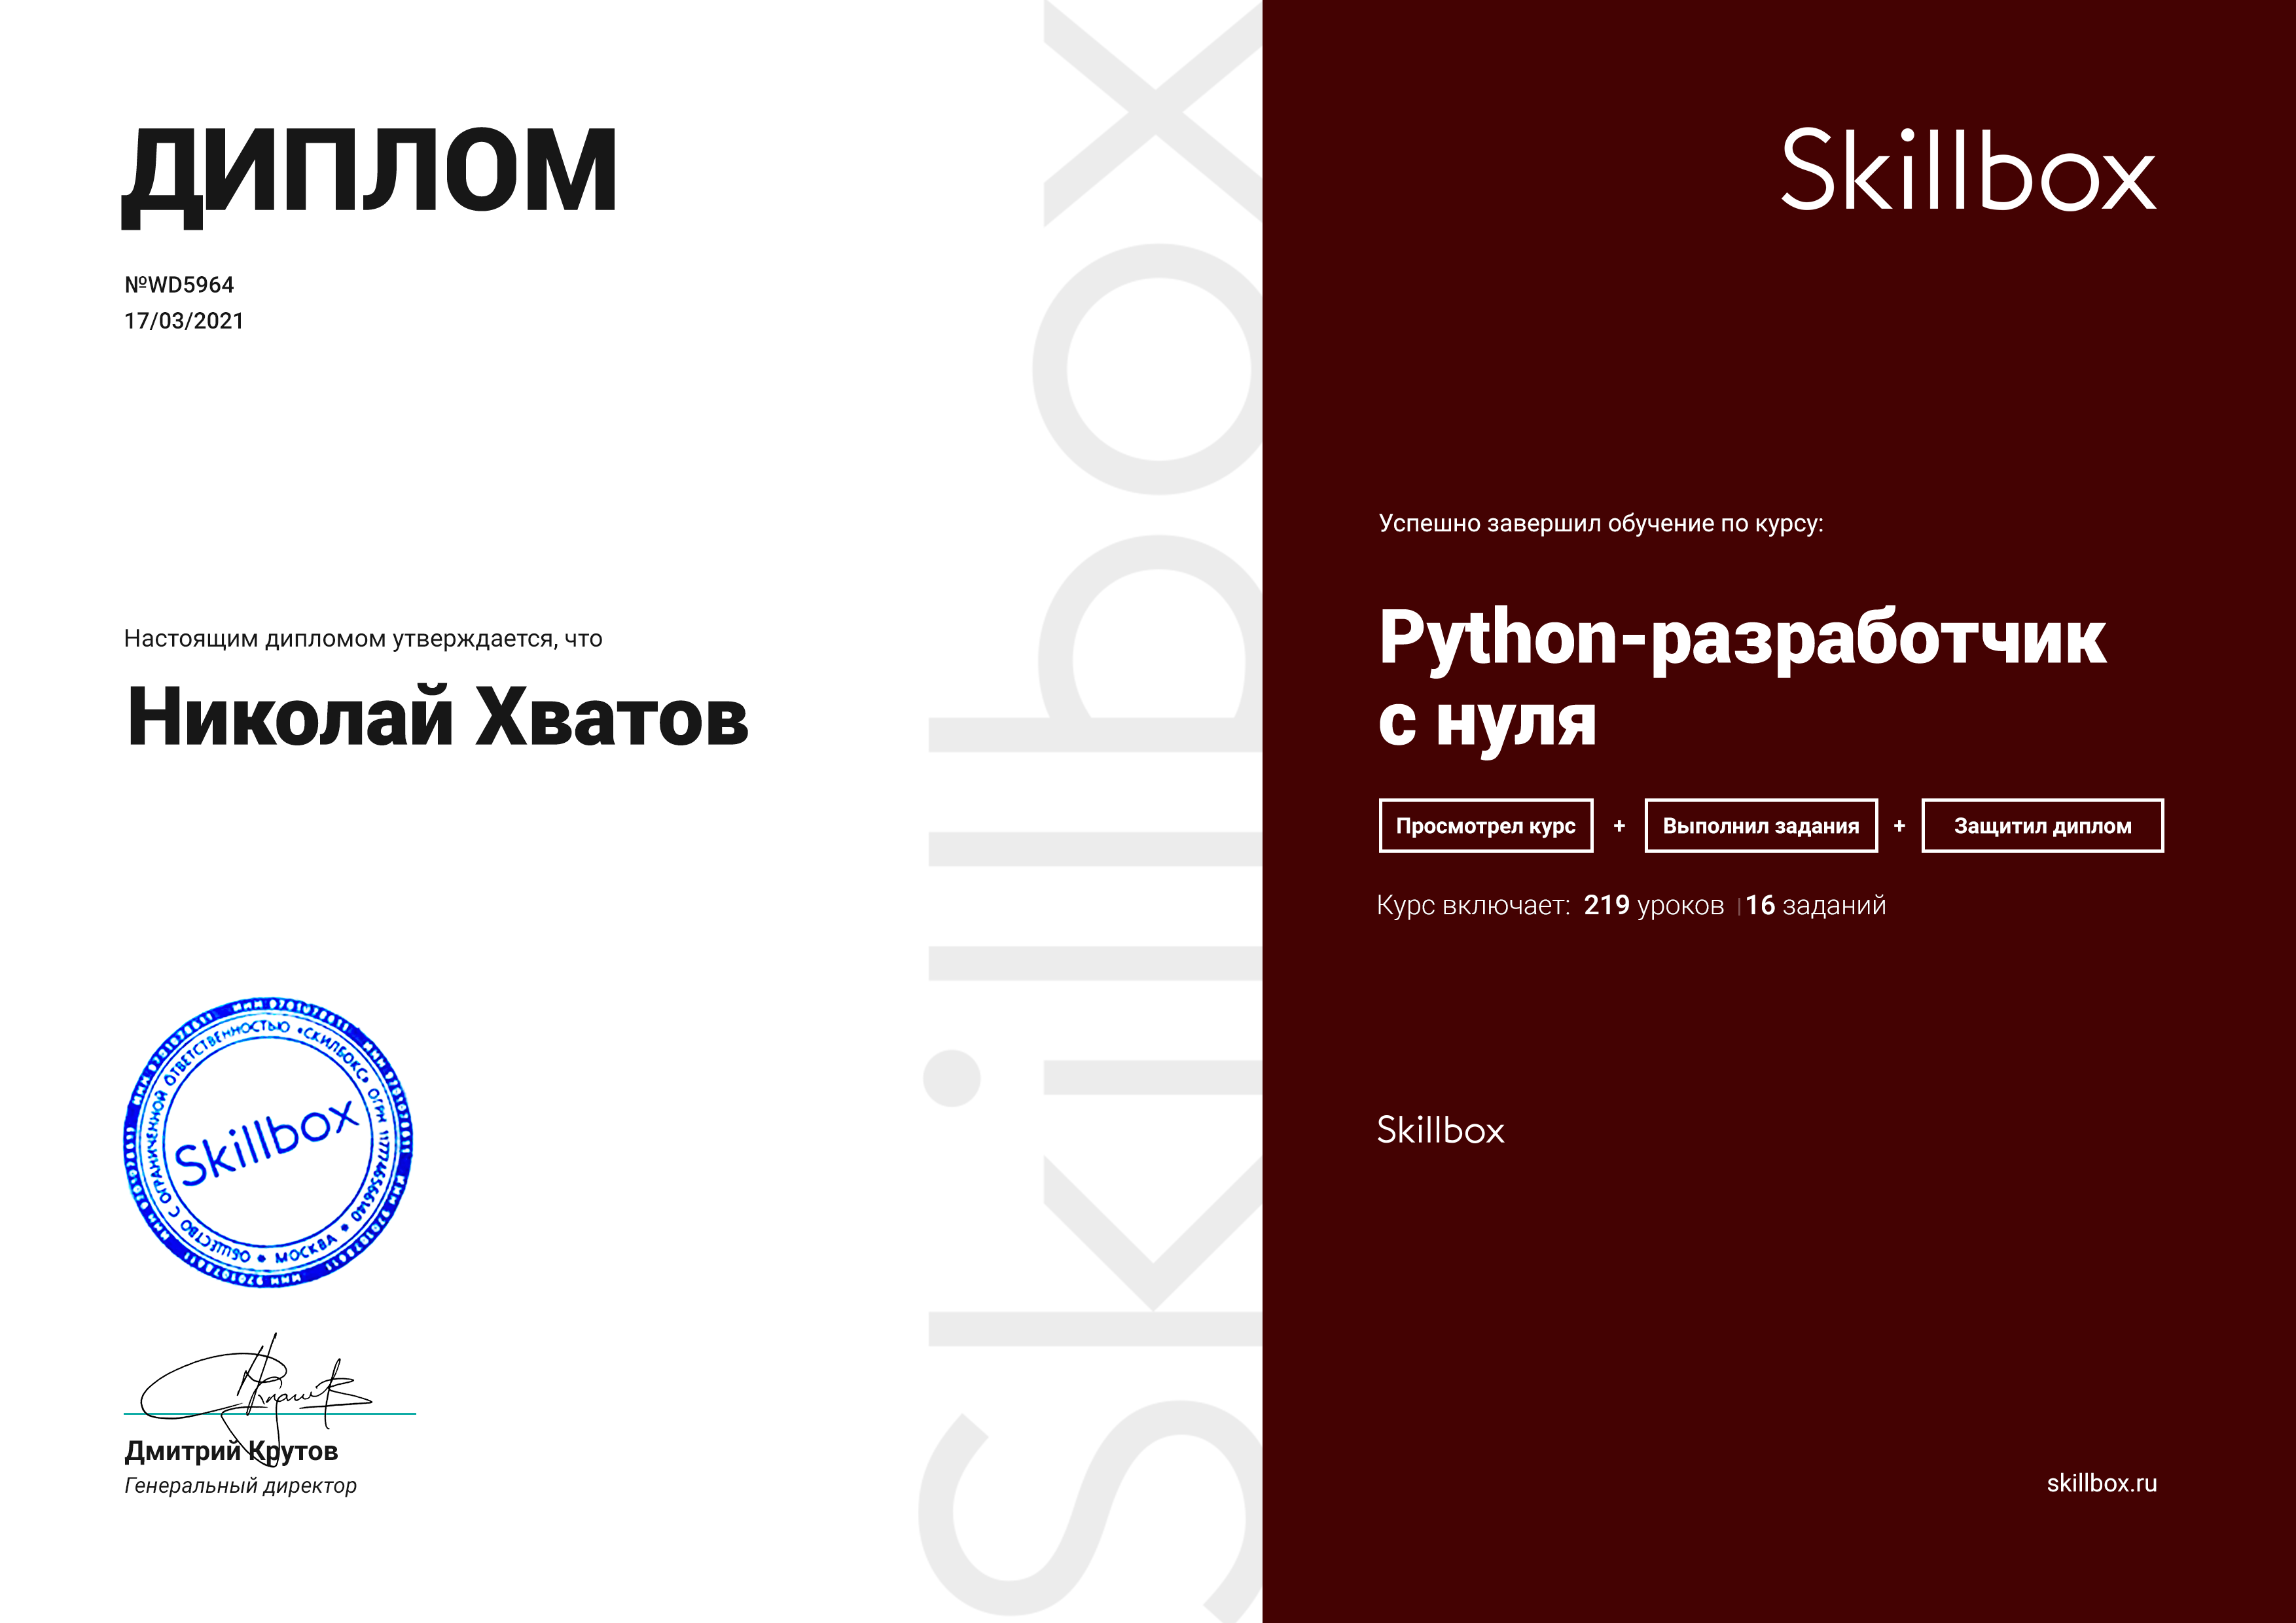 ДИПЛОМ
№WD5964
17/03/2021
Настоящим дипломом утверждается, что
Николай Хватов
ОБЩЕСТВО С ОГРАНИЧЕННОЙ ОТВЕТСТВЕННОСТЬЮ «СКИЛБОКС» ОГРН 1177746566140 * МОСКВА *
Skillbox
Дмитрий Крутов
Генеральный директор
Skillbox
Skillbox
Успешно завершил обучение по курсу:
Python-разработчик
с нуля
Просмотрел курс + Выполнил задания + Защитил диплом
Курс включает: 219 уроков | 16 заданий
Skillbox
skillbox.ru